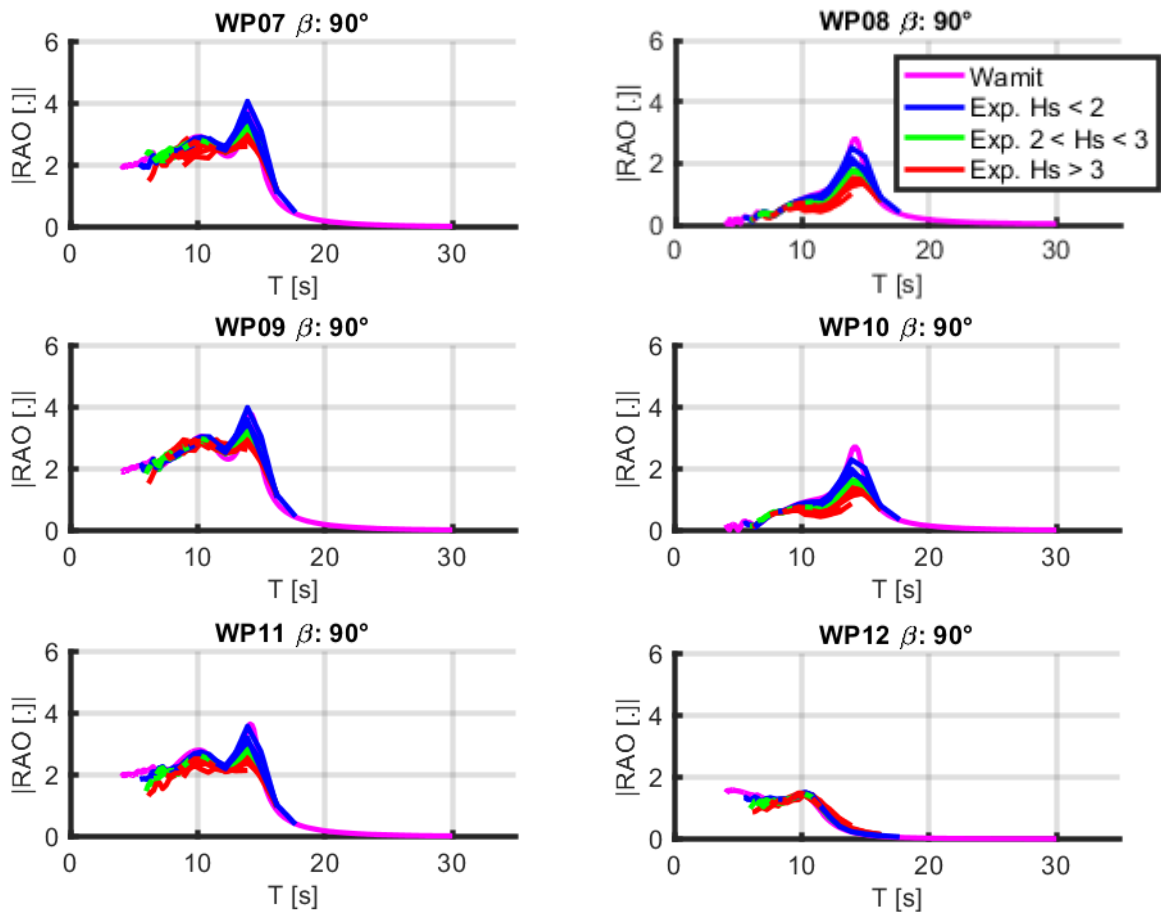 WP07 β: 90°
|RAO [.]|
6
4
2
0
0 10 20 30
T [s]
WP08 β: 90°
|RAO [.]|
6
4
2
0
0 10 20 30
T [s]
Wamit
Exp. Hs < 2
Exp. 2 < Hs < 3
Exp. Hs > 3
WP09 β: 90°
|RAO [.]|
6
4
2
0
0 10 20 30
T [s]
WP10 β: 90°
|RAO [.]|
6
4
2
0
0 10 20 30
T [s]
WP11 β: 90°
|RAO [.]|
6
4
2
0
0 10 20 30
T [s]
WP12 β: 90°
|RAO [.]|
6
4
2
0
0 10 20 30
T [s]